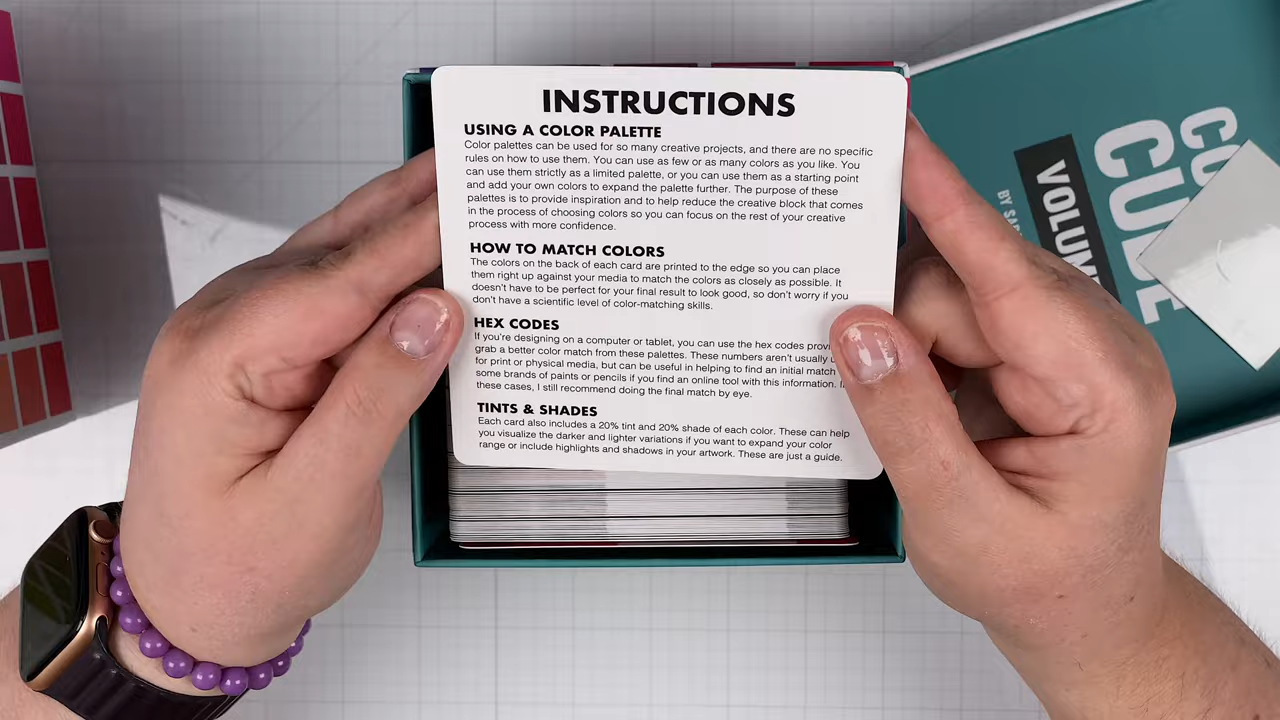 INSTRUCTIONS
USING A COLOR PALETTE
Color palettes can be used for so many creative projects, and there are no specific
rules on how to use them. You can use as few or as many colors as you like. You
can use them strictly as a limited palette, or you can use them as a starting point
and add your own colors to expand the palette further. The purpose of these
palettes is to provide inspiration and to help reduce the creative block that comes
in the process of choosing colors so you can focus on the rest of your creative
process with more confidence.
HOW TO MATCH COLORS
The colors on the back of each card are printed to the edge so you can place
them right up against your media to match the colors as closely as possible. It
doesn't have to be perfect for your final result to look good, so don't worry if you
don't have a scientific level of color-matching skills.
HEX CODES
If you're designing on a computer or tablet, you can use the hex codes
grab a better color match from these palettes. These numbers aren't usually
for print or physical media, but can be useful in helping to find an initial match
some brands of paints or pencils if you find an online tool with this information.
these cases, I still recommend doing the final match by eye.
TINTS & SHADES
Each card also includes a 20% tint and 20% shade of each color. These can help
you visualize the darker and lighter variations if you want to expand your color
range or include highlights and shadows in your artwork. These are just a guide.
CUBE
BY